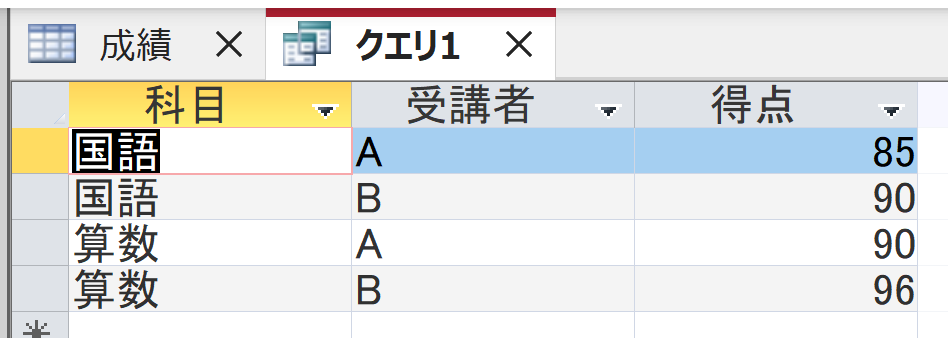 成績 クエリ1
科目 受講者 得点
国語 A 85
国語 B 90
算数 A 90
算数 B 96